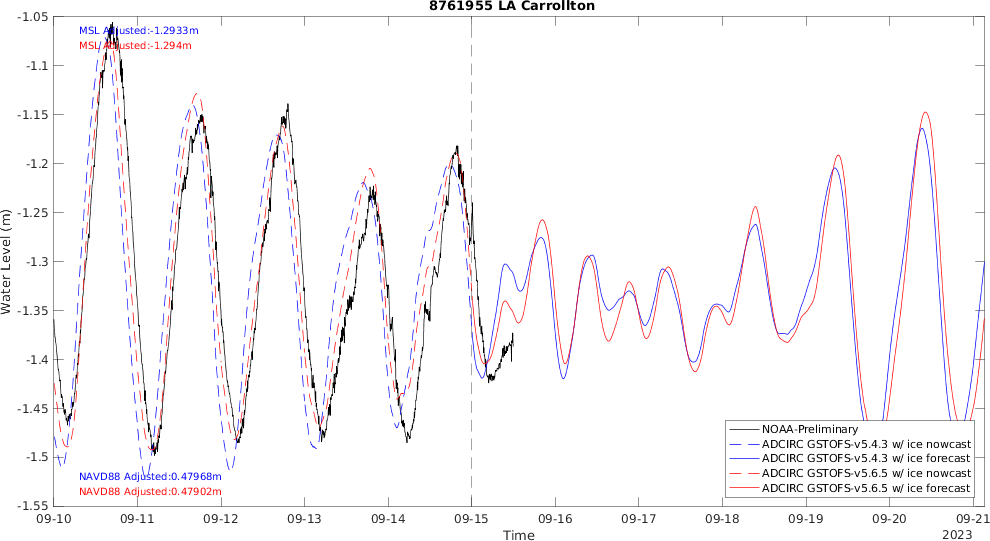 8761955 LA Carrollton
-1.05
MSL Adjusted:-1.2933m
MSL Adjusted:-1.294m
-1.1
-1.15
-1.2
-1.25
-1.3
-1.35
-1.4
-1.45
-1.5
-1.55
Water Level (m)
NAVD88 Adjusted:0.47968m
NAVD88 Adjusted:0.47902m
NOAA-Preliminary
ADCIRC GSTOFS-v5.4.3 w/ ice nowcast
ADCIRC GSTOFS-v5.4.3 w/ ice forecast
ADCIRC GSTOFS-v5.6.5 w/ ice nowcast
ADCIRC GSTOFS-v5.6.5 w/ ice forecast
09-10 09-11 09-12 09-13 09-14 09-15 09-16 09-17 09-18 09-19 09-20 09-21
Time
2023